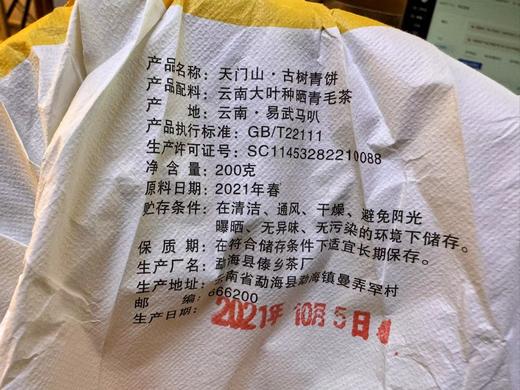 产品名称：天门山·古树青饼
产品配料：云南大叶种晒青毛茶
产 地：云南·易武马叭
产品执行标准：GB/T22111
生产许可证号：SC11453282210088
净 含 量：200克
原料日期：2021年春
贮存条件：在清洁、通风、干燥、避免阳光
曝晒、无异味、无污染的环境下储存。
保 质 期：在符合储存条件下适宜长期保存。
生产厂名：勐海县傣乡茶厂
生产地址：云南省勐海县勐海镇曼弄罕村
邮 编：666200
生产日期：2021年 10月 5日